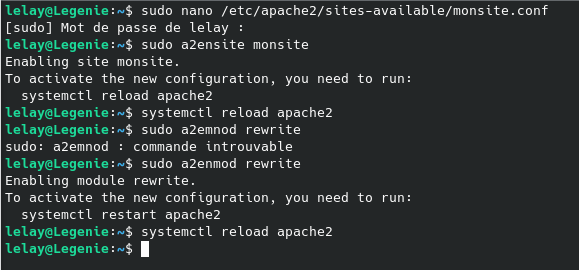 lelay@Legenie:~$ sudo nano /etc/apache2/sites-available/monsite.conf
[sudo] Mot de passe de lelay :
lelay@Legenie:~$ sudo a2ensite monsite
Enabling site monsite.
To activate the new configuration, you need to run:
  systemctl reload apache2
lelay@Legenie:~$ systemctl reload apache2
lelay@Legenie:~$ sudo a2emnod rewrite
sudo: a2emnod : commande introuvable
lelay@Legenie:~$ sudo a2enmod rewrite
Enabling module rewrite.
To activate the new configuration, you need to run:
  systemctl restart apache2
lelay@Legenie:~$ systemctl reload apache2
lelay@Legenie:~$